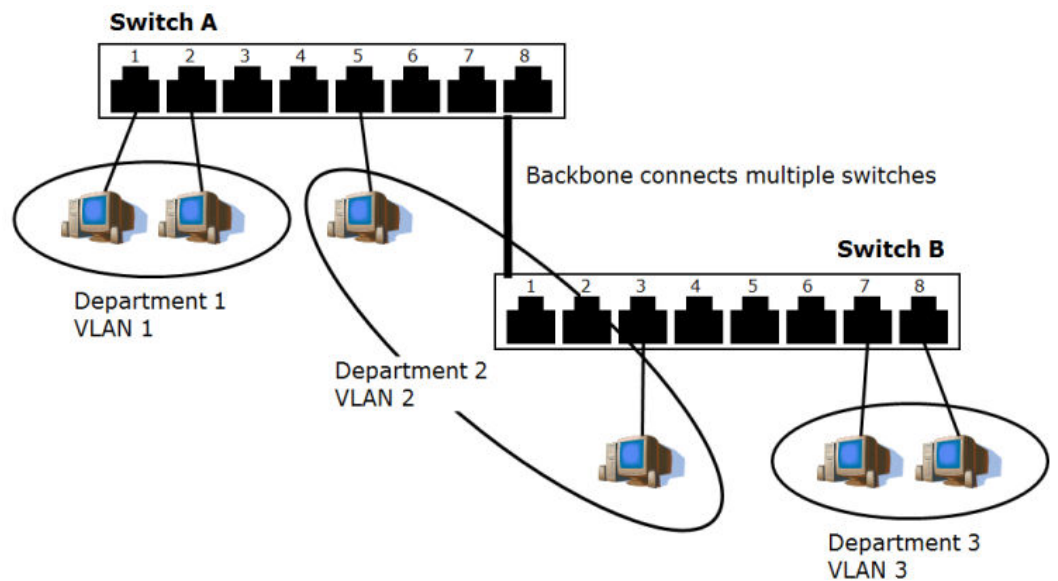 Switch A
1 2 3 4 5 6 7 8
Backbone connects multiple switches
Switch B
1 2 3 4 5 6 7 8
Department 1
VLAN 1
Department 2
VLAN 2
Department 3
VLAN 3